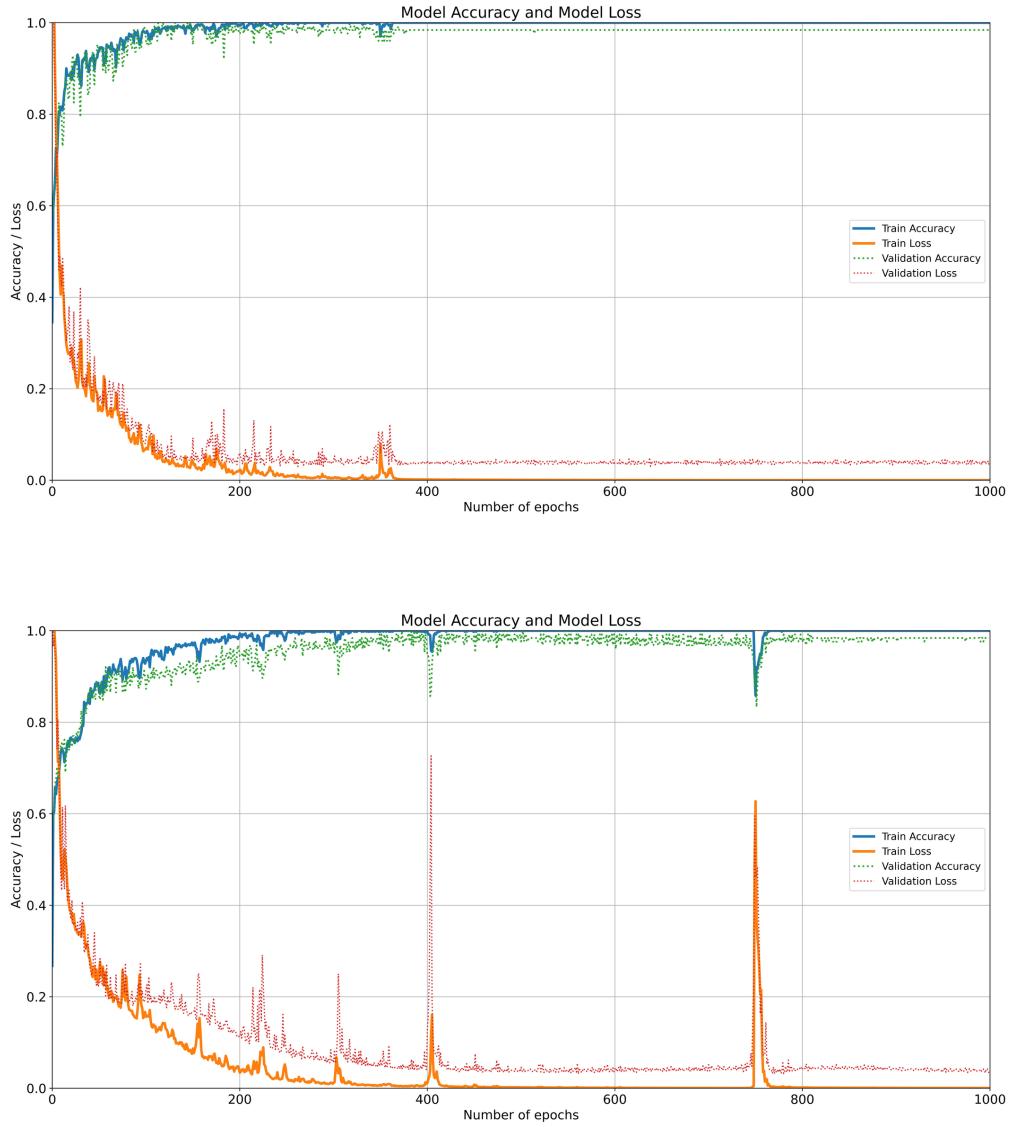 Model Accuracy and Model Loss
1.0
0.8
0.6
0.4
0.2
0.0
Accuracy / Loss
Train Accuracy
Train Loss
Validation Accuracy
Validation Loss
0 200 400 600 800 1000
Number of epochs
Model Accuracy and Model Loss
1.0
0.8
0.6
0.4
0.2
0.0
Accuracy / Loss
Train Accuracy
Train Loss
Validation Accuracy
Validation Loss
0 200 400 600 800 1000
Number of epochs